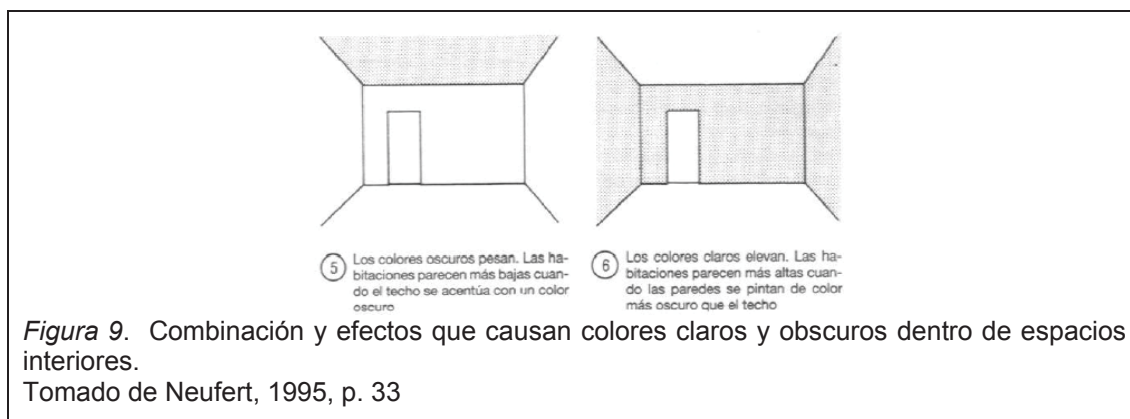 5 Los colores oscuros pesan. Las ha-
bitaciones parecen más bajas cuan-
do el techo se acentúa con un color
oscuro
6 Los colores claros elevan. Las ha-
bitaciones parecen más altas cuan-
do las paredes se pintan de color
más oscuro que el techo
Figura 9. Combinación y efectos que causan colores claros y obscuros dentro de espacios
interiores.
Tomado de Neufert, 1995, p. 33